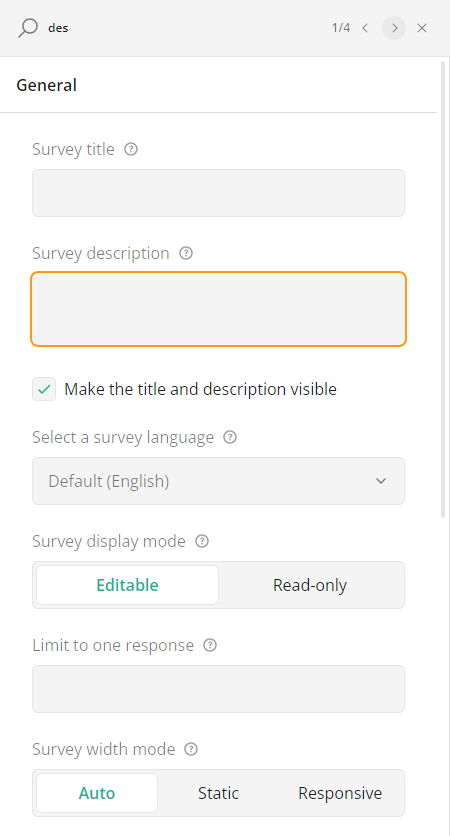 des 1/4
General
Survey title ?
Survey description ?
Make the title and description visible
Select a survey language ?
Default (English)
Survey display mode ?
Editable Read-only
Limit to one response ?
Survey width mode ?
Auto Static Responsive